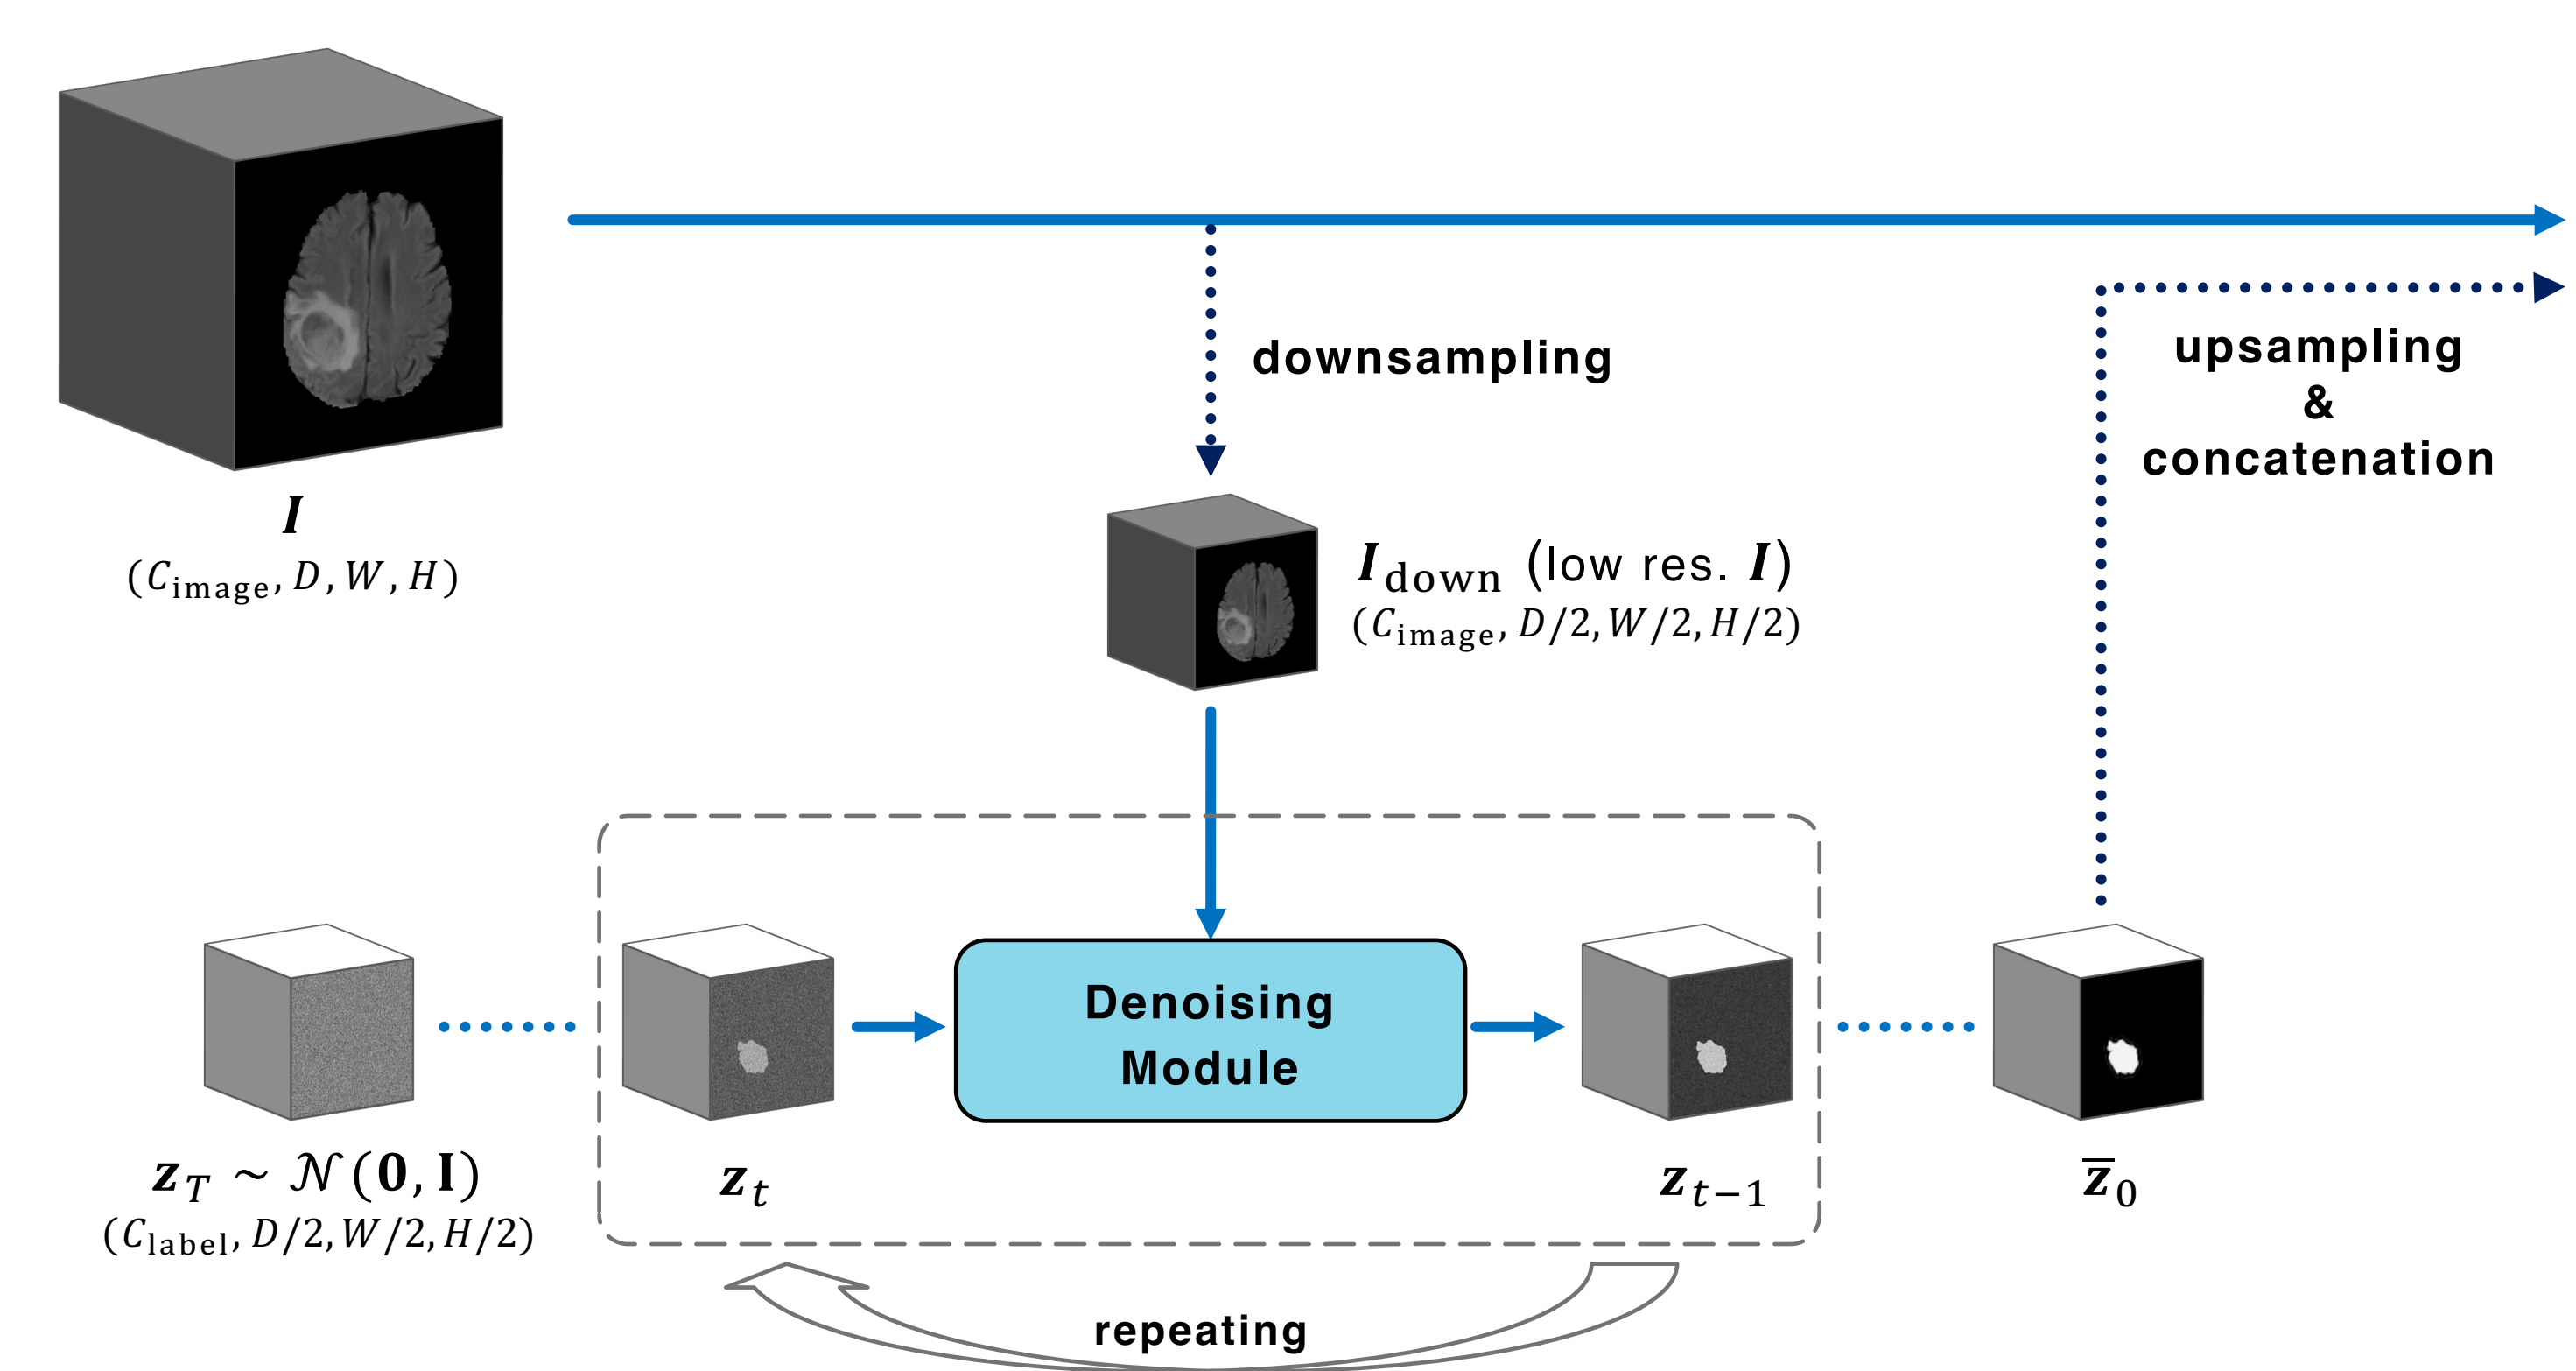 I
(C_image, D, W, H)
downsampling
upsampling
&
concatenation
I_down (low res. I)
(C_image, D/2, W/2, H/2)
Denoising
Module
z_T ~ 𝒩(0, I)
(C_label, D/2, W/2, H/2)
z_t
z_{t−1}
z̅_0
repeating